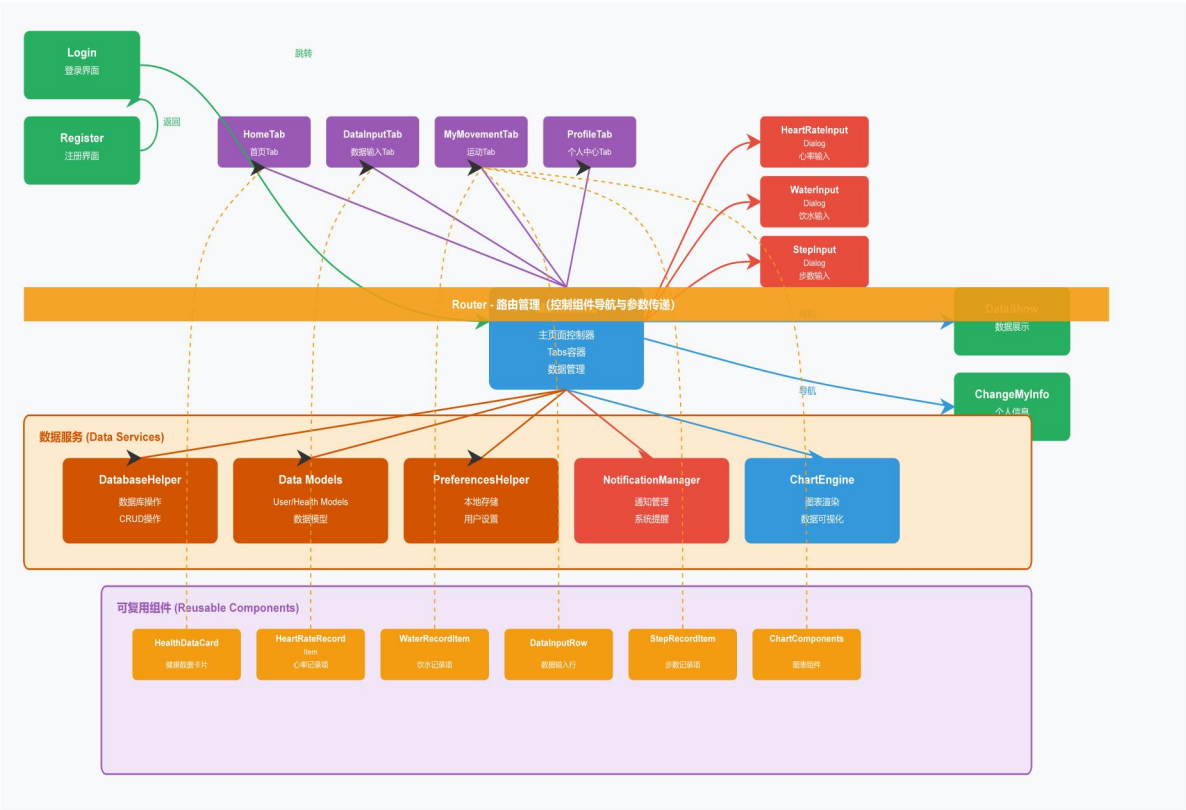 Login
登录界面
跳转
返回
Register
注册界面
HomeTab
首页Tab
DataInputTab
数据输入Tab
MyMovementTab
运动Tab
ProfileTab
个人中心Tab
HeartRateInput
Dialog
心率输入
WaterInput
Dialog
饮水输入
StepInput
Dialog
步数输入
Router - 路由管理（控制组件导航与参数传递）
DataShow
数据展示
主页面控制器
Tabs容器
数据管理
导航
ChangeMyInfo
个人信息
数据服务 (Data Services)
DatabaseHelper
数据库操作
CRUD操作
Data Models
User/Health Models
数据模型
PreferencesHelper
本地存储
用户设置
NotificationManager
通知管理
系统提醒
ChartEngine
图表渲染
数据可视化
可复用组件 (Reusable Components)
HealthDataCard
健康数据卡片
HeartRateRecord
Item
心率记录项
WaterRecordItem
饮水记录项
DataInputRow
数据输入行
StepRecordItem
步数记录项
ChartComponents
图表组件